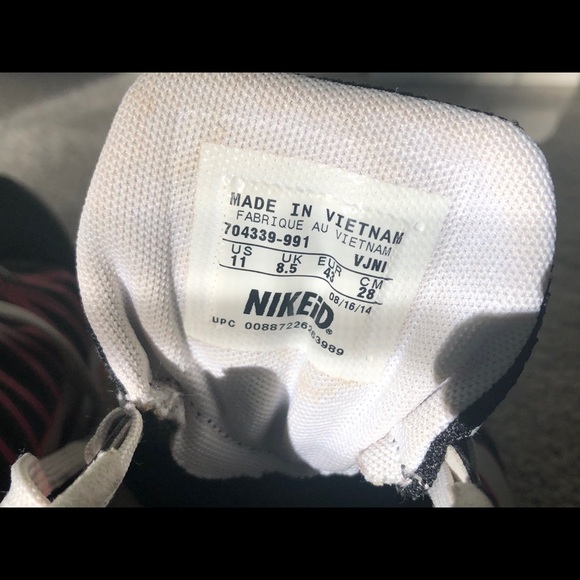 MADE IN VIETNAM
FABRIQUE AU VIETNAM
704339-991 VJNI
US UK EUR CM
11 8.5 43 28
08/16/14
NIKEiD®
UPC 00887226263989